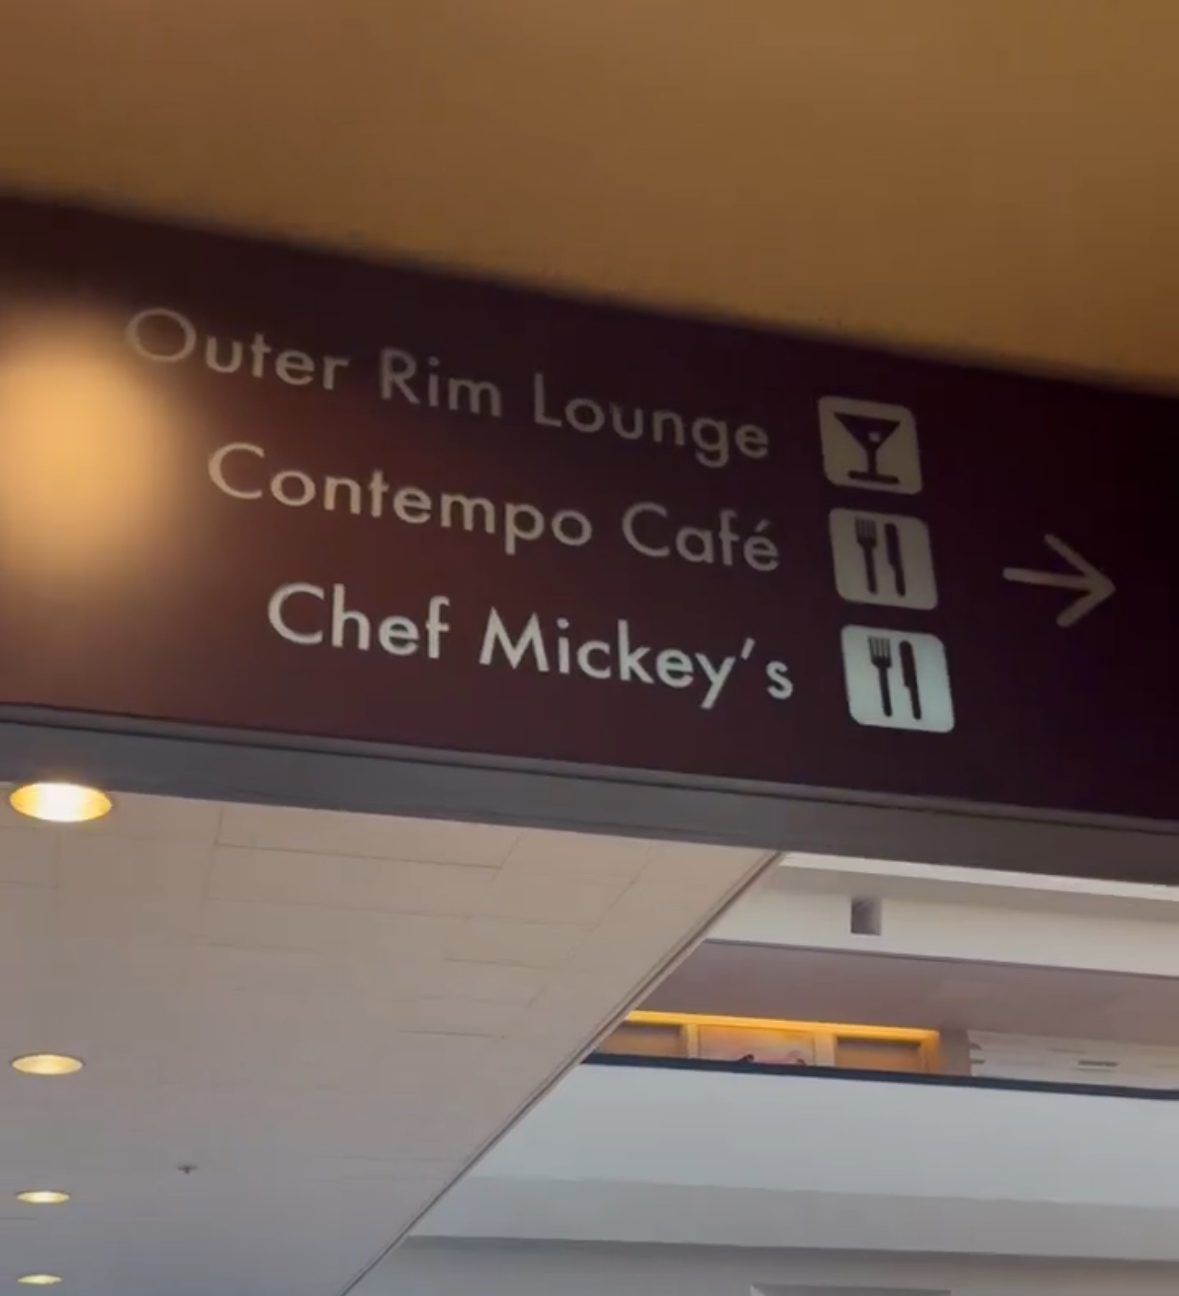 Outer Rim Lounge
Contempo Café
Chef Mickey's